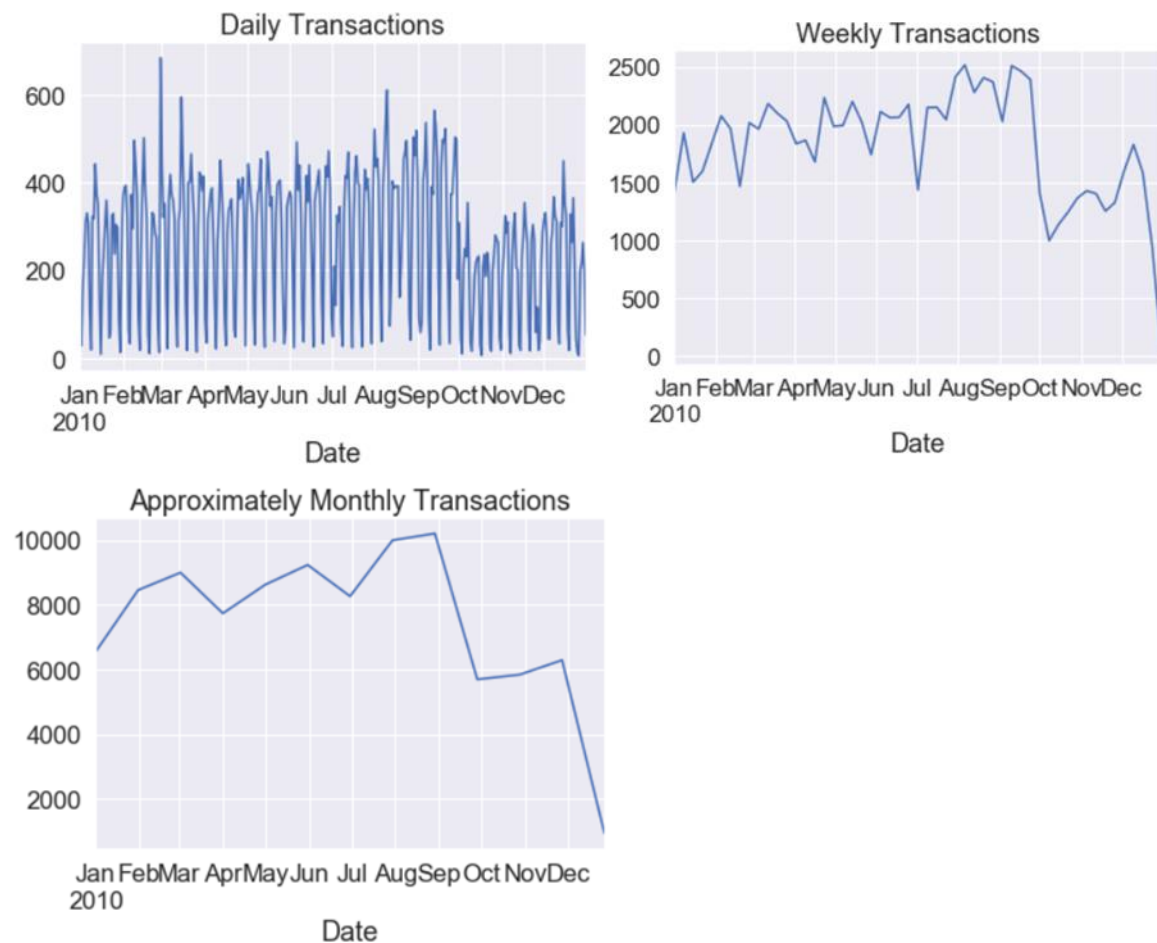 Daily Transactions
600
400
200
0
Jan Feb Mar Apr May Jun Jul Aug Sep Oct Nov Dec
2010
Date
Weekly Transactions
2500
2000
1500
1000
500
0
Jan Feb Mar Apr May Jun Jul Aug Sep Oct Nov Dec
2010
Date
Approximately Monthly Transactions
10000
8000
6000
4000
2000
Jan Feb Mar Apr May Jun Jul Aug Sep Oct Nov Dec
2010
Date